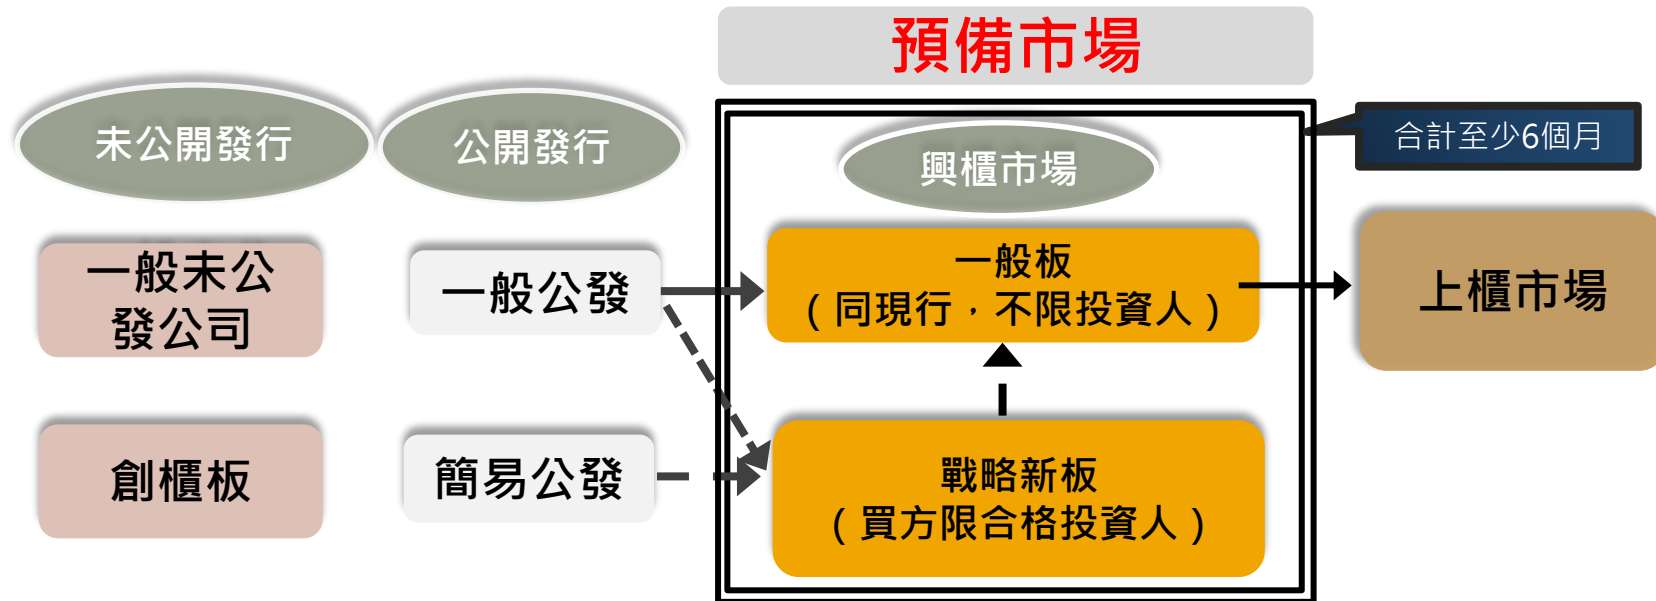 預備市場
未公開發行
公開發行
興櫃市場
合計至少6個月
一般未公
發公司
一般公發
一般板
（同現行，不限投資人）
上櫃市場
創櫃板
簡易公發
戰略新板
（買方限合格投資人）